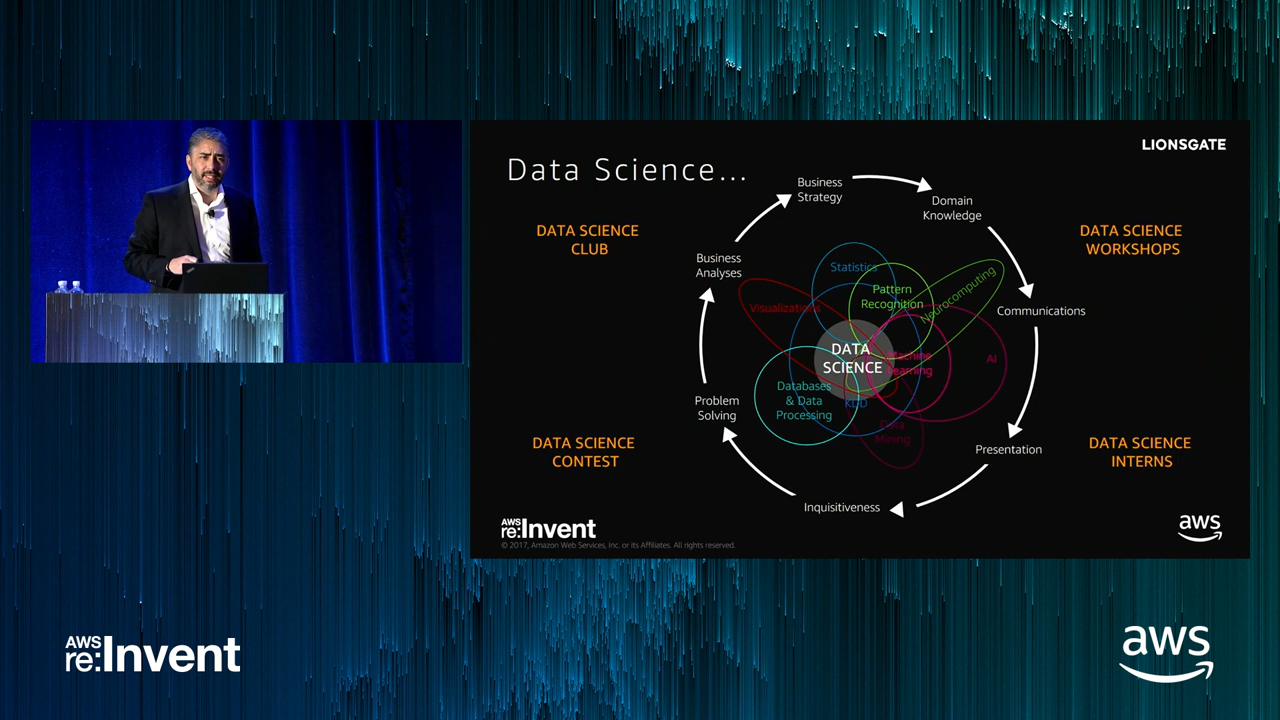 LIONSGATE
Data Science...
Business
Strategy
Domain
Knowledge
DATA SCIENCE
CLUB
DATA SCIENCE
WORKSHOPS
Business
Analyses
Statistics
Pattern
Recognition
Neurocomputing
Visualization
Communications
DATA
SCIENCE
Machine
Learning
AI
Databases
& Data
Processing
KDD
Data
Mining
Problem
Solving
DATA SCIENCE
CONTEST
Presentation
DATA SCIENCE
INTERNS
Inquisitiveness
AWS
re:Invent
© 2017, Amazon Web Services, Inc. or its Affiliates. All rights reserved.
aws
AWS
re:Invent
aws